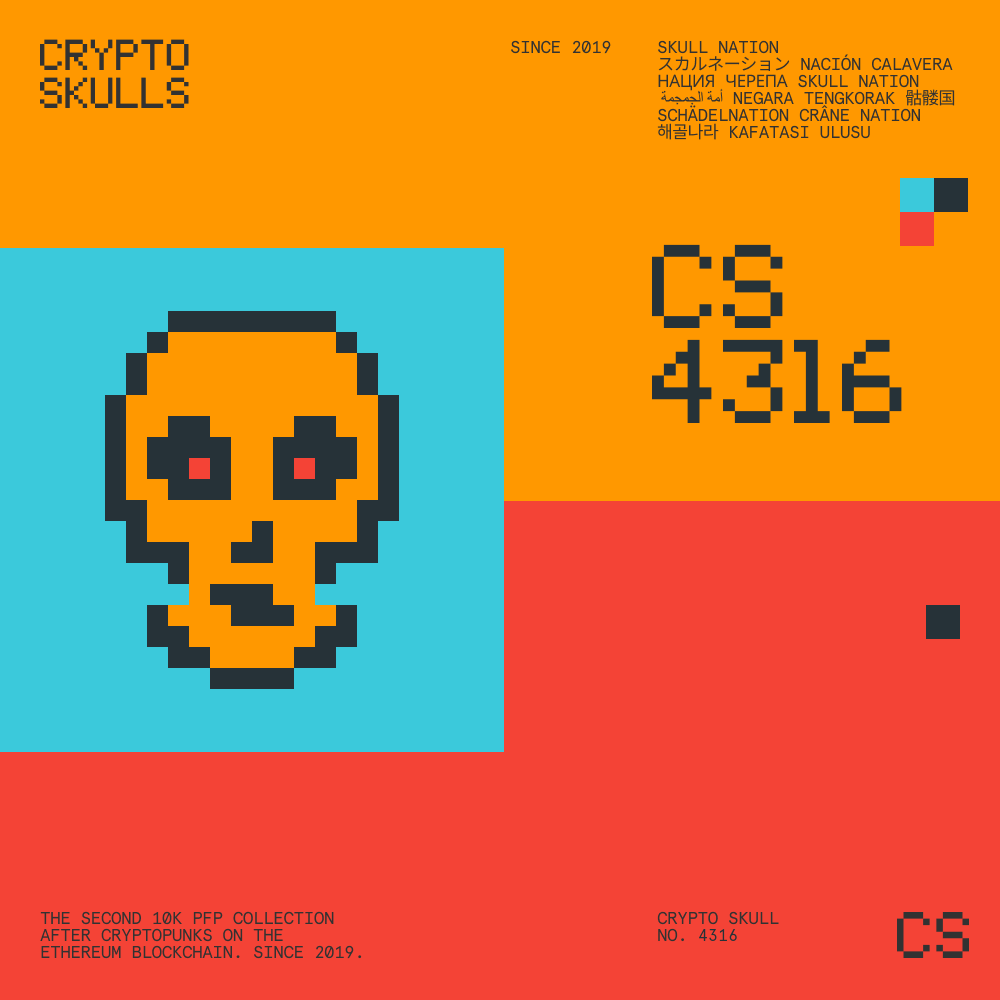 CRYPTO
SKULLS
SINCE 2019
SKULL NATION
スカルネーション NACIÓN CALAVERA
НАЦИЯ ЧЕРЕПА SKULL NATION
أمة الجمجمة NEGARA TENGKORAK 骷髅国
SCHÄDELNATION CRÂNE NATION
해골나라 KAFATASI ULUSU
CS
4316
THE SECOND 10K PFP COLLECTION
AFTER CRYPTOPUNKS ON THE
ETHEREUM BLOCKCHAIN. SINCE 2019.
CRYPTO SKULL
NO. 4316
CS